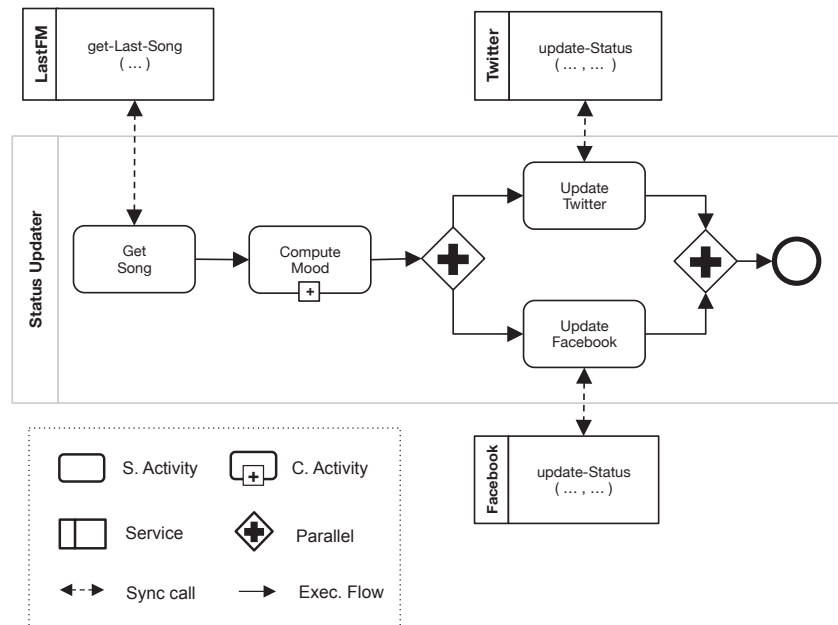 LastFM
get-Last-Song
( ... )
Twitter
update-Status
( ... , ... )
Status Updater
Get
Song
Compute
Mood
Update
Twitter
Update
Facebook
Facebook
update-Status
( ... , ... )
S. Activity
C. Activity
Service
Parallel
Sync call
Exec. Flow